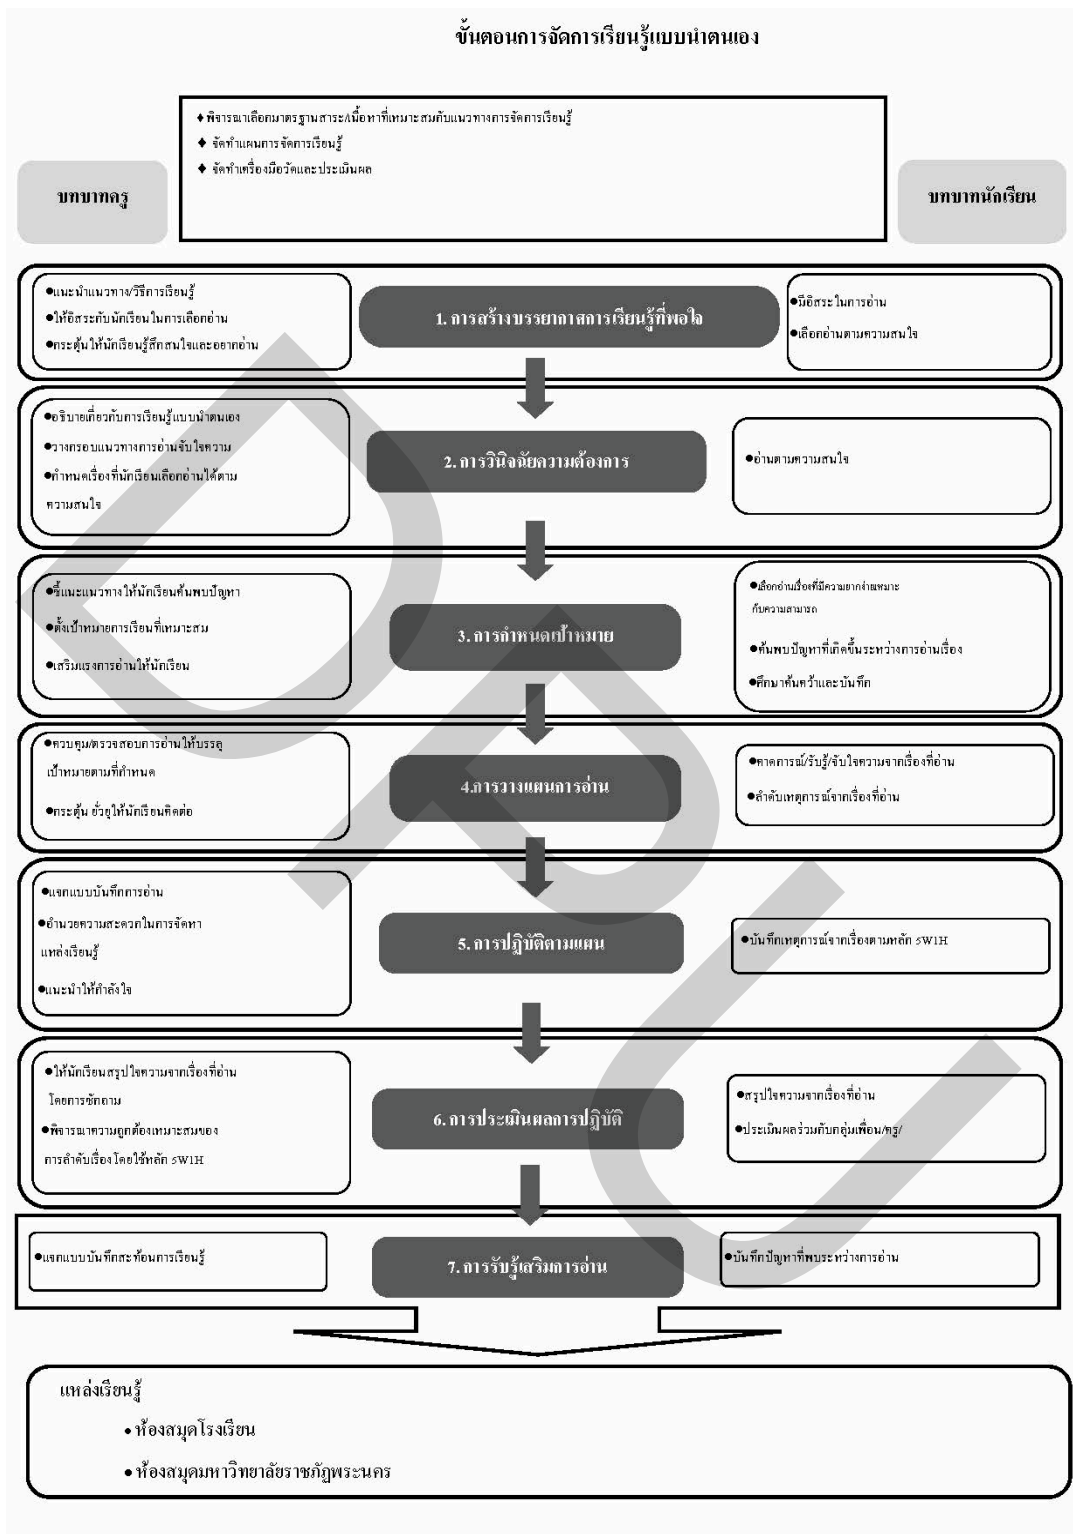 ขั้นตอนการจัดการเรียนรู้แบบนำตนเอง
♦ พิจารณาเลือกมาตรฐานสาระ/เนื้อหาที่เหมาะสมกับแนวทางการจัดการเรียนรู้
♦ จัดทำแผนการจัดการเรียนรู้
♦ จัดทำเครื่องมือวัดและประเมินผล
บทบาทครู
บทบาทนักเรียน
●แนะนำแนวทาง/วิธีการเรียนรู้
●ให้อิสระกับนักเรียนในการเลือกอ่าน
●กระตุ้นให้นักเรียนรู้สึกสนใจและอยากอ่าน
1. การสร้างบรรยากาศการเรียนรู้ที่พอใจ
●มีอิสระในการอ่าน
●เลือกอ่านตามความสนใจ
●อธิบายเกี่ยวกับการเรียนรู้แบบนำตนเอง
●วางกรอบแนวทางการอ่านจับใจความ
●กำหนดเรื่องที่นักเรียนเลือกอ่านได้ตาม
ความสนใจ
2. การวินิจฉัยความต้องการ
●อ่านตามความสนใจ
●ชี้แนะแนวทางให้นักเรียนค้นพบปัญหา
●ตั้งเป้าหมายการเรียนที่เหมาะสม
●เสริมแรงการอ่านให้นักเรียน
3. การกำหนดเป้าหมาย
●เลือกอ่านเรื่องที่มีความยากง่ายเหมาะ
กับความสามารถ
●ค้นพบปัญหาที่เกิดขึ้นระหว่างการอ่านเรื่อง
●ศึกษาค้นคว้าและบันทึก
●ควบคุม/ตรวจสอบการอ่านให้บรรลุ
เป้าหมายตามที่กำหนด
●กระตุ้น ยั่วยุให้นักเรียนคิดต่อ
4.การวางแผนการอ่าน
●คาดการณ์/รับรู้/จับใจความจากเรื่องที่อ่าน
●ลำดับเหตุการณ์จากเรื่องที่อ่าน
●แจกแบบบันทึกการอ่าน
●อำนวยความสะดวกในการจัดหา
แหล่งเรียนรู้
●แนะนำให้กำลังใจ
5. การปฏิบัติตามแผน
●บันทึกเหตุการณ์จากเรื่องตามหลัก 5W1H
●ให้นักเรียนสรุปใจความจากเรื่องที่อ่าน
โดยการซักถาม
●พิจารณาความถูกต้องเหมาะสมของ
การลำดับเรื่องโดยใช้หลัก 5W1H
6. การประเมินผลการปฏิบัติ
●สรุปใจความจากเรื่องที่อ่าน
●ประเมินผลร่วมกับกลุ่มเพื่อน/ครู/
●แจกแบบบันทึกสะท้อนการเรียนรู้
7. การรับรู้เสริมการอ่าน
●บันทึกปัญหาที่พบระหว่างการอ่าน
แหล่งเรียนรู้
• ห้องสมุดโรงเรียน
• ห้องสมุดมหาวิทยาลัยราชภัฏพระนคร
DPU